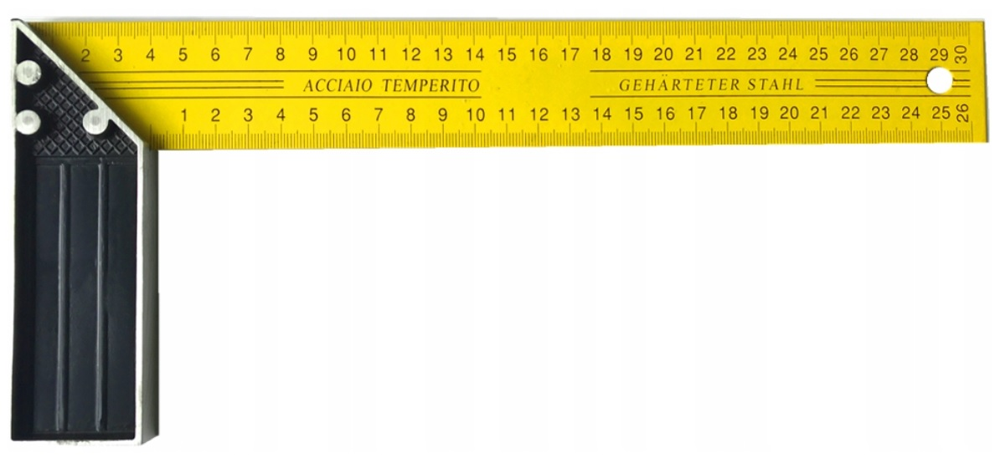 2 3 4 5 6 7 8 9 10 11 12 13 14 15 16 17 18 19 20 21 22 23 24 25 26 27 28 29 30
ACCIAIO TEMPERITO GEHÄRTETER STAHL
1 2 3 4 5 6 7 8 9 10 11 12 13 14 15 16 17 18 19 20 21 22 23 24 25 26